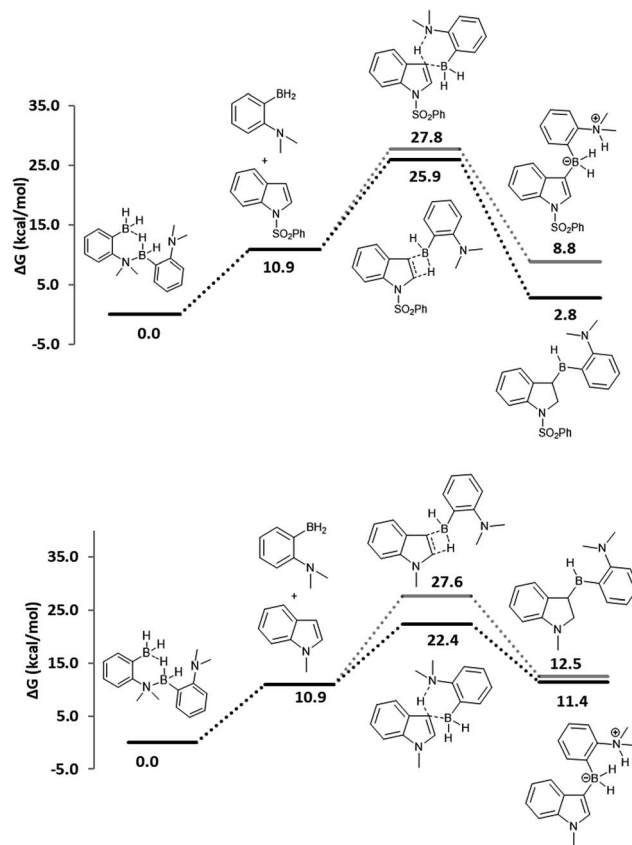 N
H
B
H H
N
SO₂Ph
BH₂
N
+
N
SO₂Ph
35.0
25.0
15.0
5.0
-5.0
ΔG (kcal/mol)
H
B H
H H N
N B
0.0
10.9
27.8
25.9
H
B
H N
N
SO₂Ph
⊕
N
H
⊖B H
H
N
SO₂Ph
8.8
2.8
N
H
B
N
SO₂Ph
35.0
25.0
15.0
5.0
-5.0
ΔG (kcal/mol)
H
B H
H H N
N B
0.0
BH₂
N
+
N
10.9
H
B
H N
N
27.6
22.4
N
H
B
H H
N
N
H
B
N
12.5
11.4
⊕
N
H
⊖B H
H
N